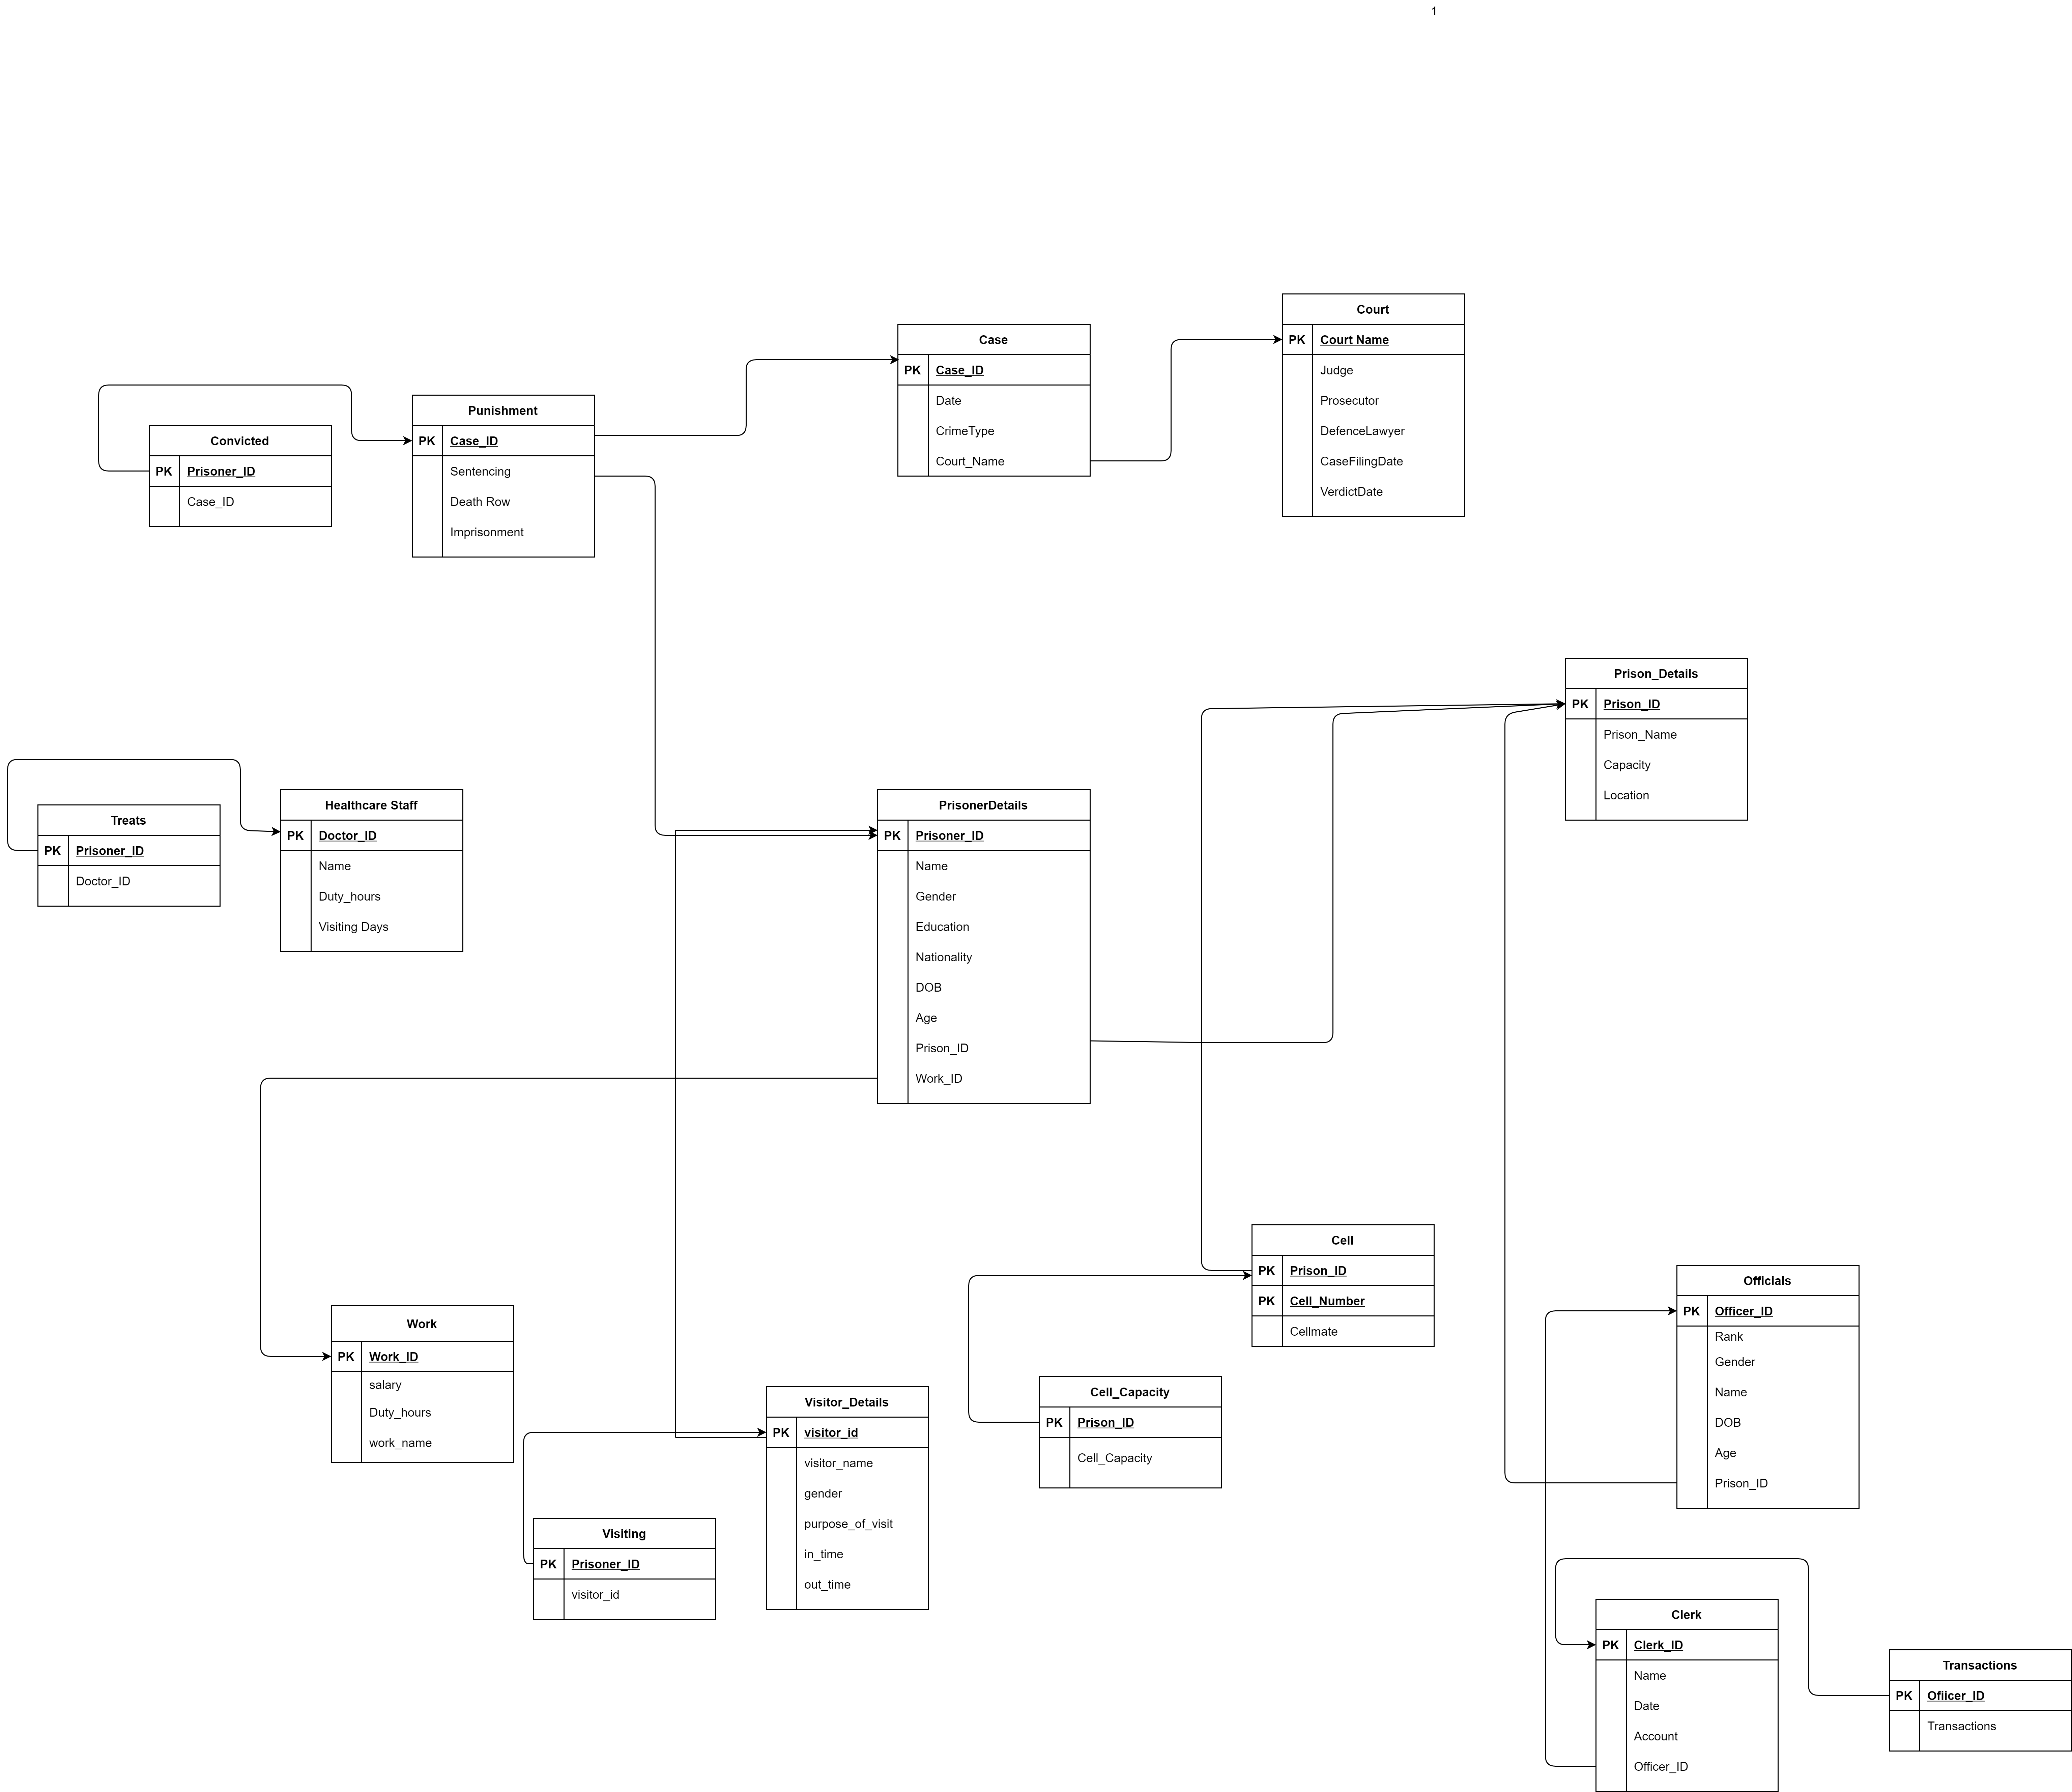 1
Court
PK Court Name
Judge
Prosecutor
DefenceLawyer
CaseFilingDate
VerdictDate
Case
PK Case_ID
Date
CrimeType
Court_Name
Punishment
PK Case_ID
Sentencing
Death Row
Imprisonment
Convicted
PK Prisoner_ID
Case_ID
Prison_Details
PK Prison_ID
Prison_Name
Capacity
Location
Treats
PK Prisoner_ID
Doctor_ID
Healthcare Staff
PK Doctor_ID
Name
Duty_hours
Visiting Days
PrisonerDetails
PK Prisoner_ID
Name
Gender
Education
Nationality
DOB
Age
Prison_ID
Work_ID
Cell
PK Prison_ID
PK Cell_Number
Cellmate
Officials
PK Officer_ID
Rank
Gender
Name
DOB
Age
Prison_ID
Work
PK Work_ID
salary
Duty_hours
work_name
Visitor_Details
PK visitor_id
visitor_name
gender
purpose_of_visit
in_time
out_time
Cell_Capacity
PK Prison_ID
Cell_Capacity
Visiting
PK Prisoner_ID
visitor_id
Clerk
PK Clerk_ID
Name
Date
Account
Officer_ID
Transactions
PK Ofiicer_ID
Transactions